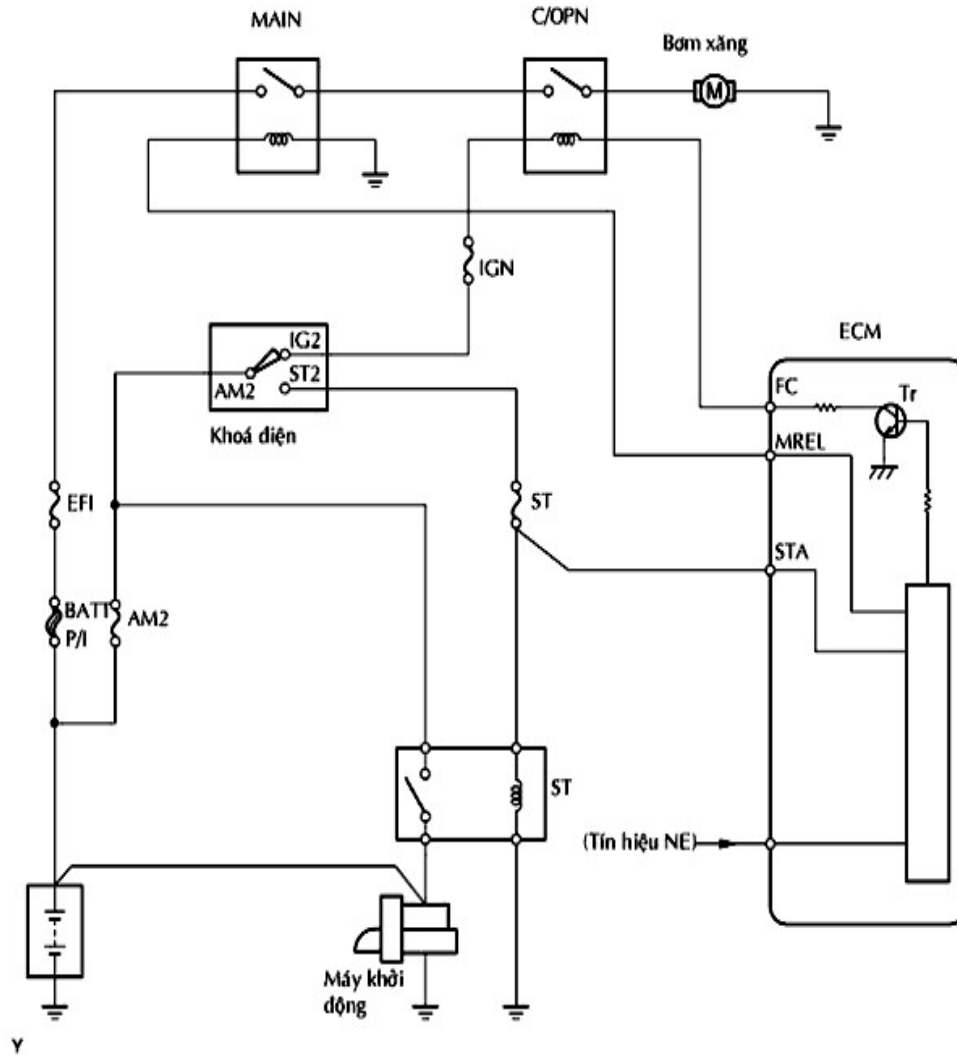 MAIN
C/OPN
Bơm xăng
M
IGN
ECM
IG2
ST2
AM2
Khoá điện
FC
Tr
MREL
EFI
ST
STA
BATT
P/I
AM2
ST
(Tín hiệu NE)
Máy khởi
động
Y